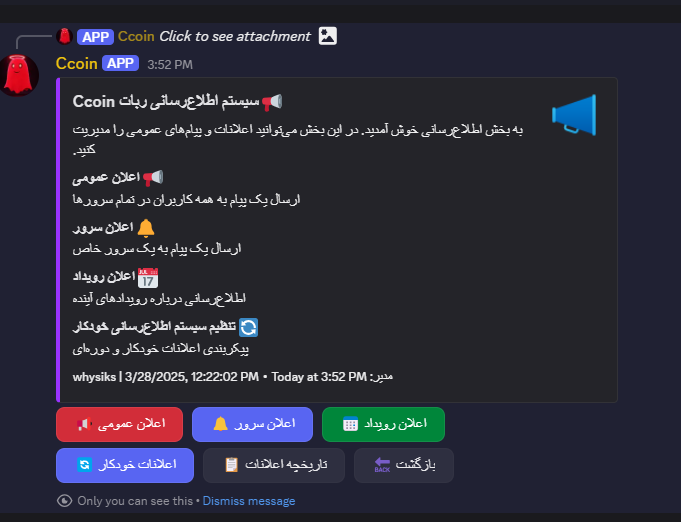 APP Ccoin Click to see attachment
Ccoin APP 3:52 PM
سیستم اطلاع‌رسانی ربات Ccoin
به بخش اطلاع‌رسانی خوش آمدید. در این بخش می‌توانید اعلانات و پیام‌های عمومی را مدیریت
کنید.
اعلان عمومی
ارسال یک پیام به همه کاربران در تمام سرورها
اعلان سرور
ارسال یک پیام به یک سرور خاص
JUL 17 اعلان رویداد
اطلاع‌رسانی درباره رویدادهای آینده
تنظیم سیستم اطلاع‌رسانی خودکار
پیکربندی اعلانات خودکار و دوره‌ای
whysiks | 3/28/2025, 12:22:02 PM • Today at 3:52 PM :مدیر
اعلان عمومی اعلان سرور اعلان رویداد
اعلانات خودکار تاریخچه اعلانات BACK بازگشت
Only you can see this • Dismiss message